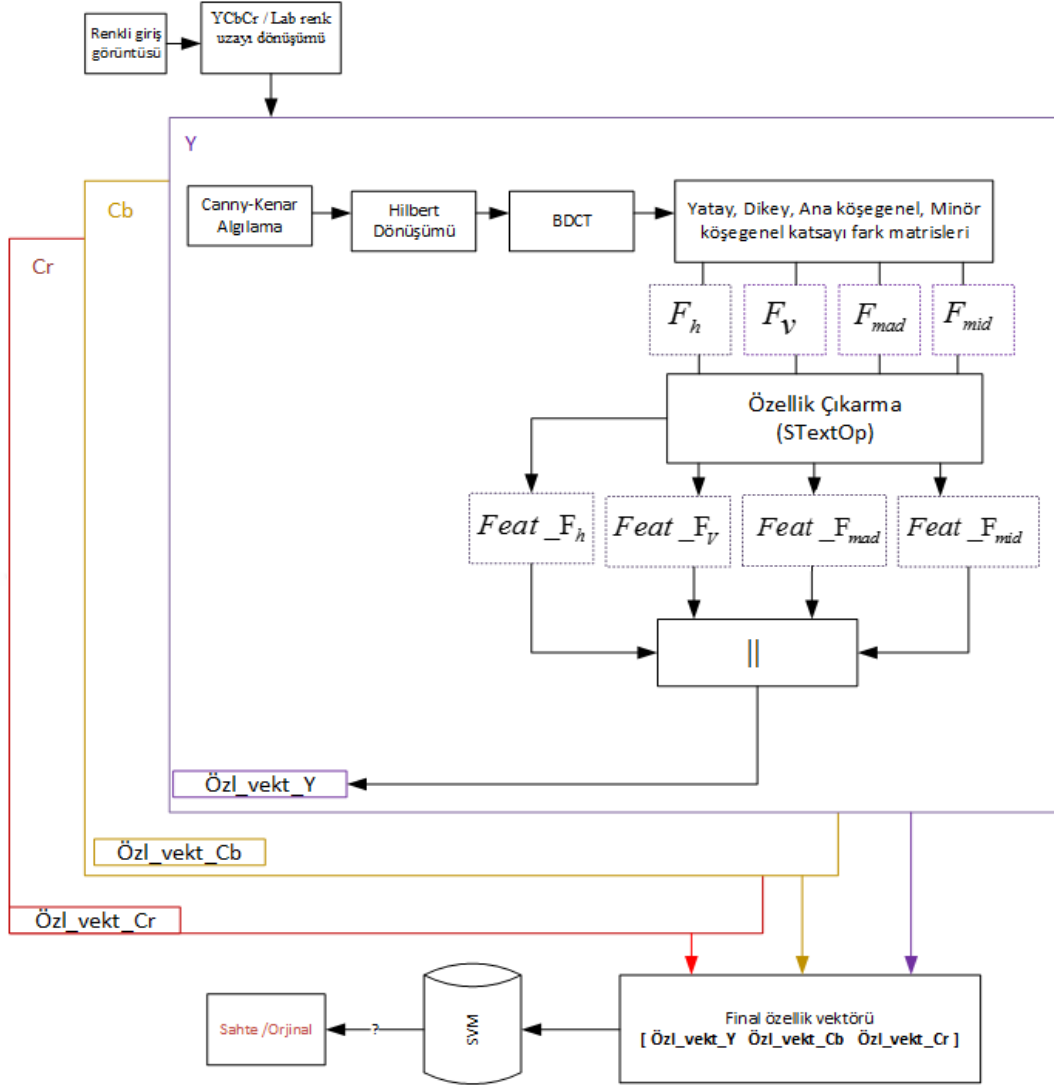 Renkli giriş
görüntüsü
YCbCr / Lab renk
uzayı dönüşümü
Y
Cb
Cr
Canny-Kenar
Algılama
Hilbert
Dönüşümü
BDCT
Yatay, Dikey, Ana köşegenel, Minör
köşegenel katsayı fark matrisleri
F_h
F_v
F_mad
F_mid
Özellik Çıkarma
(STextOp)
Feat _F_h
Feat _F_V
Feat _F_mad
Feat _F_mid
||
Özl_vekt_Y
Özl_vekt_Cb
Özl_vekt_Cr
Final özellik vektörü
[ Özl_vekt_Y Özl_vekt_Cb Özl_vekt_Cr ]
SVM
?
Sahte /Orjinal